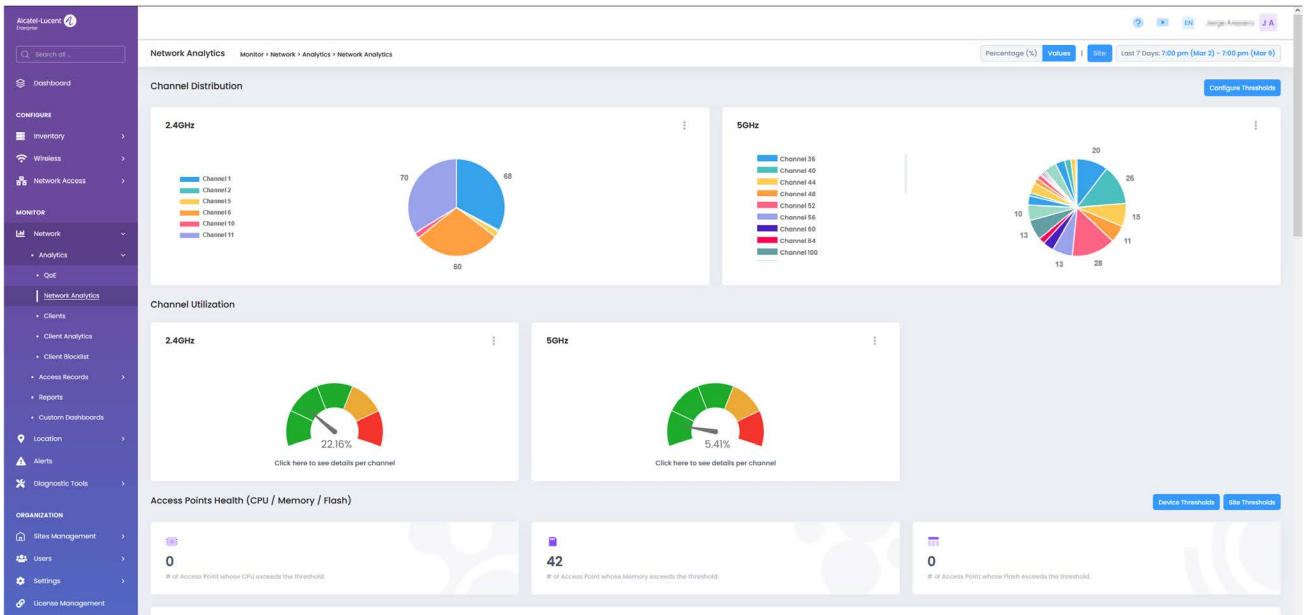 Alcatel-Lucent
Enterprise
Search all ...
Dashboard
CONFIGURE
Inventory
Wireless
Network Access
MONITOR
Network
Analytics
QoE
Network Analytics
Clients
Client Analytics
Client Blocklist
Access Records
Reports
Custom Dashboards
Location
Alerts
Diagnostic Tools
ORGANIZATION
Sites Management
Users
Settings
License Management
? EN J A
Network Analytics Monitor > Network > Analytics > Network Analytics
Percentage (%) Values | Site Last 7 Days: 7:00 pm (Mar 2) - 7:00 pm (Mar 9)
Channel Distribution
Configure Thresholds
2.4GHz
Channel 1
Channel 2
Channel 5
Channel 6
Channel 10
Channel 11
70
68
60
5GHz
Channel 36
Channel 40
Channel 44
Channel 48
Channel 52
Channel 56
Channel 60
Channel 64
Channel 100
20
26
15
11
28
13
13
10
Channel Utilization
2.4GHz
22.16%
Click here to see details per channel
5GHz
5.41%
Click here to see details per channel
Access Points Health (CPU / Memory / Flash)
Device Thresholds Site Thresholds
0
# of Access Point whose CPU exceeds the threshold.
42
# of Access Point whose Memory exceeds the threshold.
0
# of Access Point whose Flash exceeds the threshold.